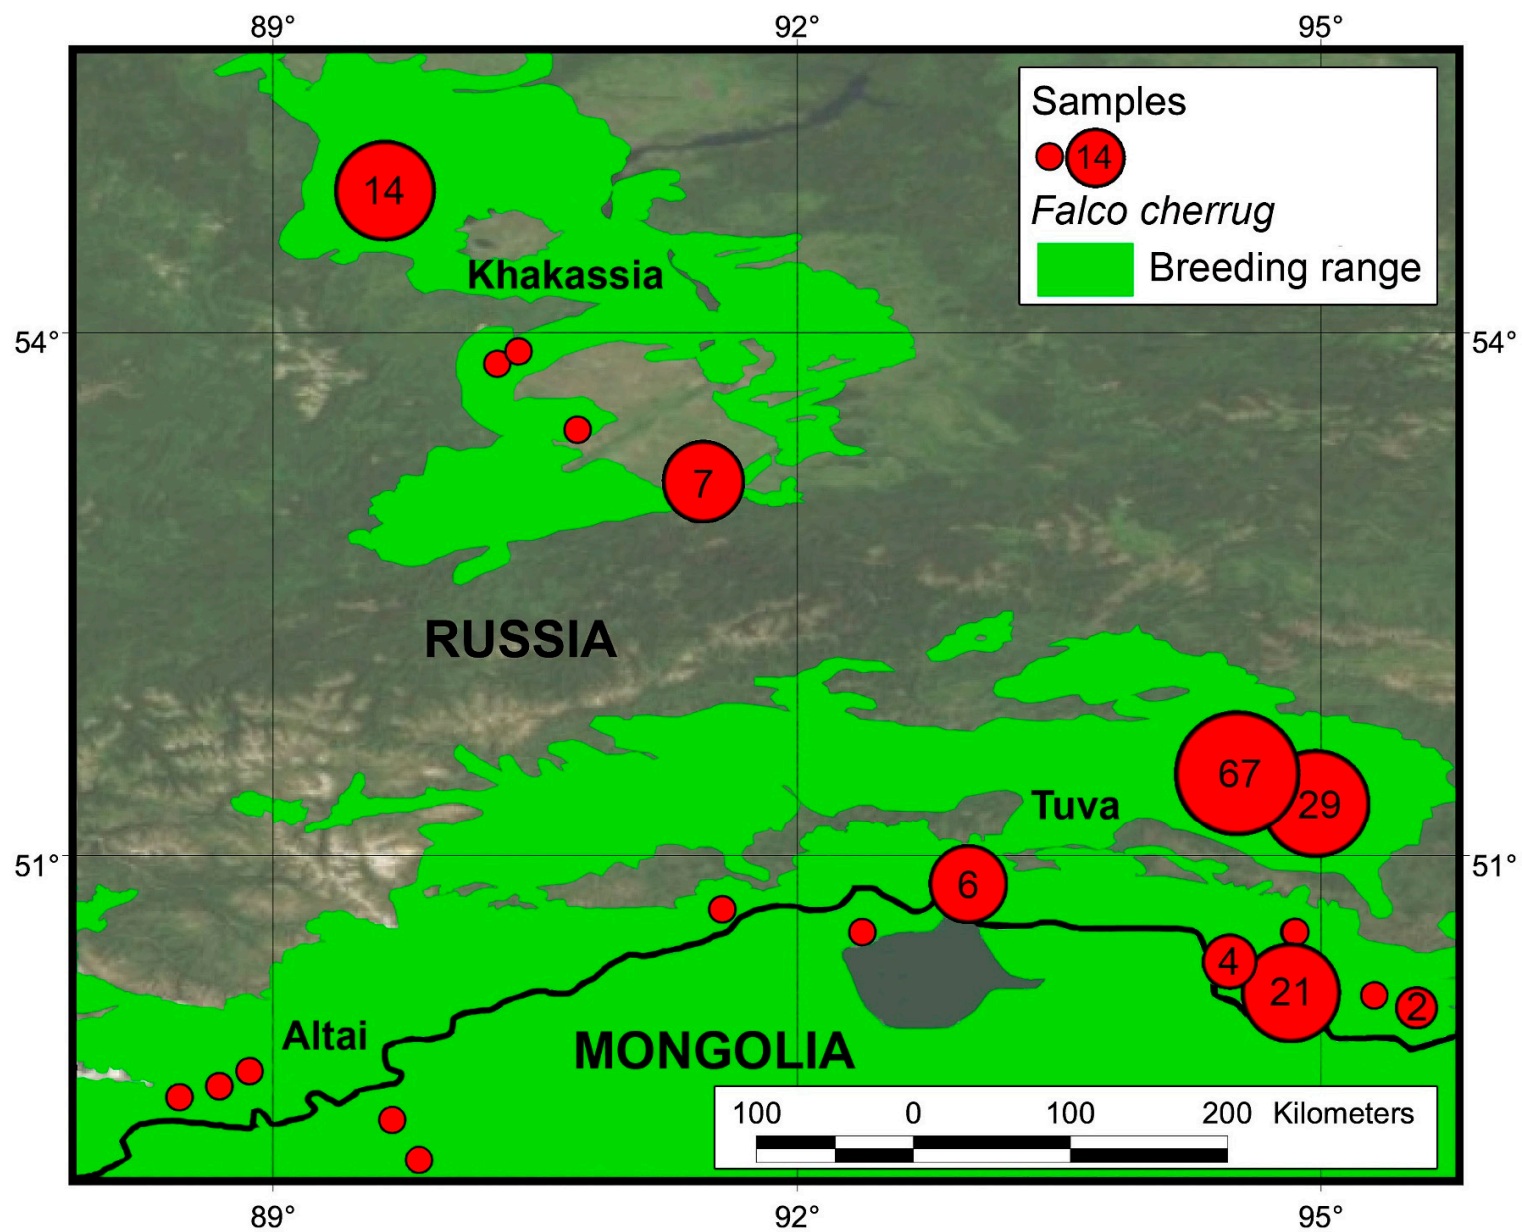 89° 92° 95°
Samples
14
Falco cherrug
Breeding range
14
Khakassia
54° 54°
7
RUSSIA
67
29
Tuva
51° 51°
6
4
21
2
Altai
MONGOLIA
100 0 100 200 Kilometers
89° 92° 95°